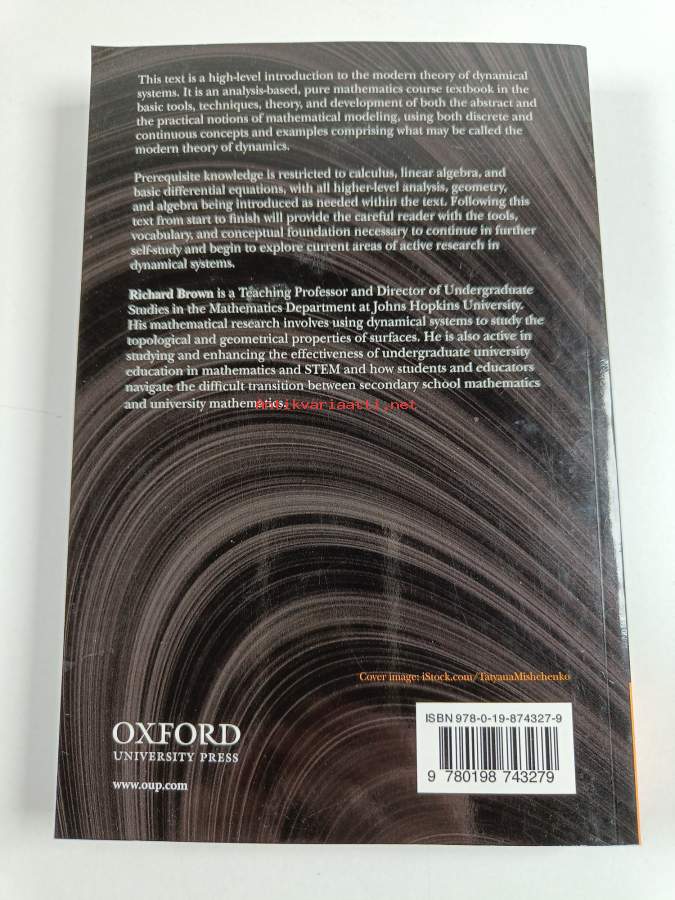 This text is a high-level introduction to the modern theory of dynamical
systems. It is an analysis-based, pure mathematics course textbook in the
basic tools, techniques, theory, and development of both the abstract and
the practical notions of mathematical modeling, using both discrete and
continuous concepts and examples comprising what may be called the
modern theory of dynamics.
Prerequisite knowledge is restricted to calculus, linear algebra, and
basic differential equations, with all higher-level analysis, geometry,
and algebra being introduced as needed within the text. Following this
text from start to finish will provide the careful reader with the tools,
vocabulary, and conceptual foundation necessary to continue in further
self-study and begin to explore current areas of active research in
dynamical systems.
Richard Brown is a Teaching Professor and Director of Undergraduate
Studies in the Mathematics Department at Johns Hopkins University.
His mathematical research involves using dynamical systems to study the
topological and geometrical properties of surfaces. He is also active in
studying and enhancing the effectiveness of undergraduate university
education in mathematics and STEM and how students and educators
navigate the difficult transition between secondary school mathematics
and university mathematics.
Antikvariaatti.net
Cover image: iStock.com/TatyanaMishchenko
ISBN 978-0-19-874327-9
9 780198 743279
OXFORD
UNIVERSITY PRESS
www.oup.com